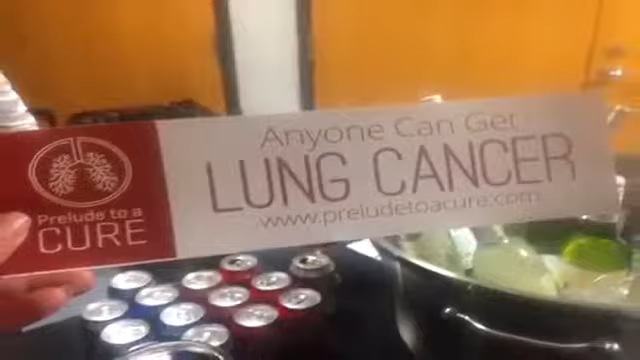 Prelude to a
CURE
Anyone Can Get
LUNG CANCER
www.preludetoacure.com